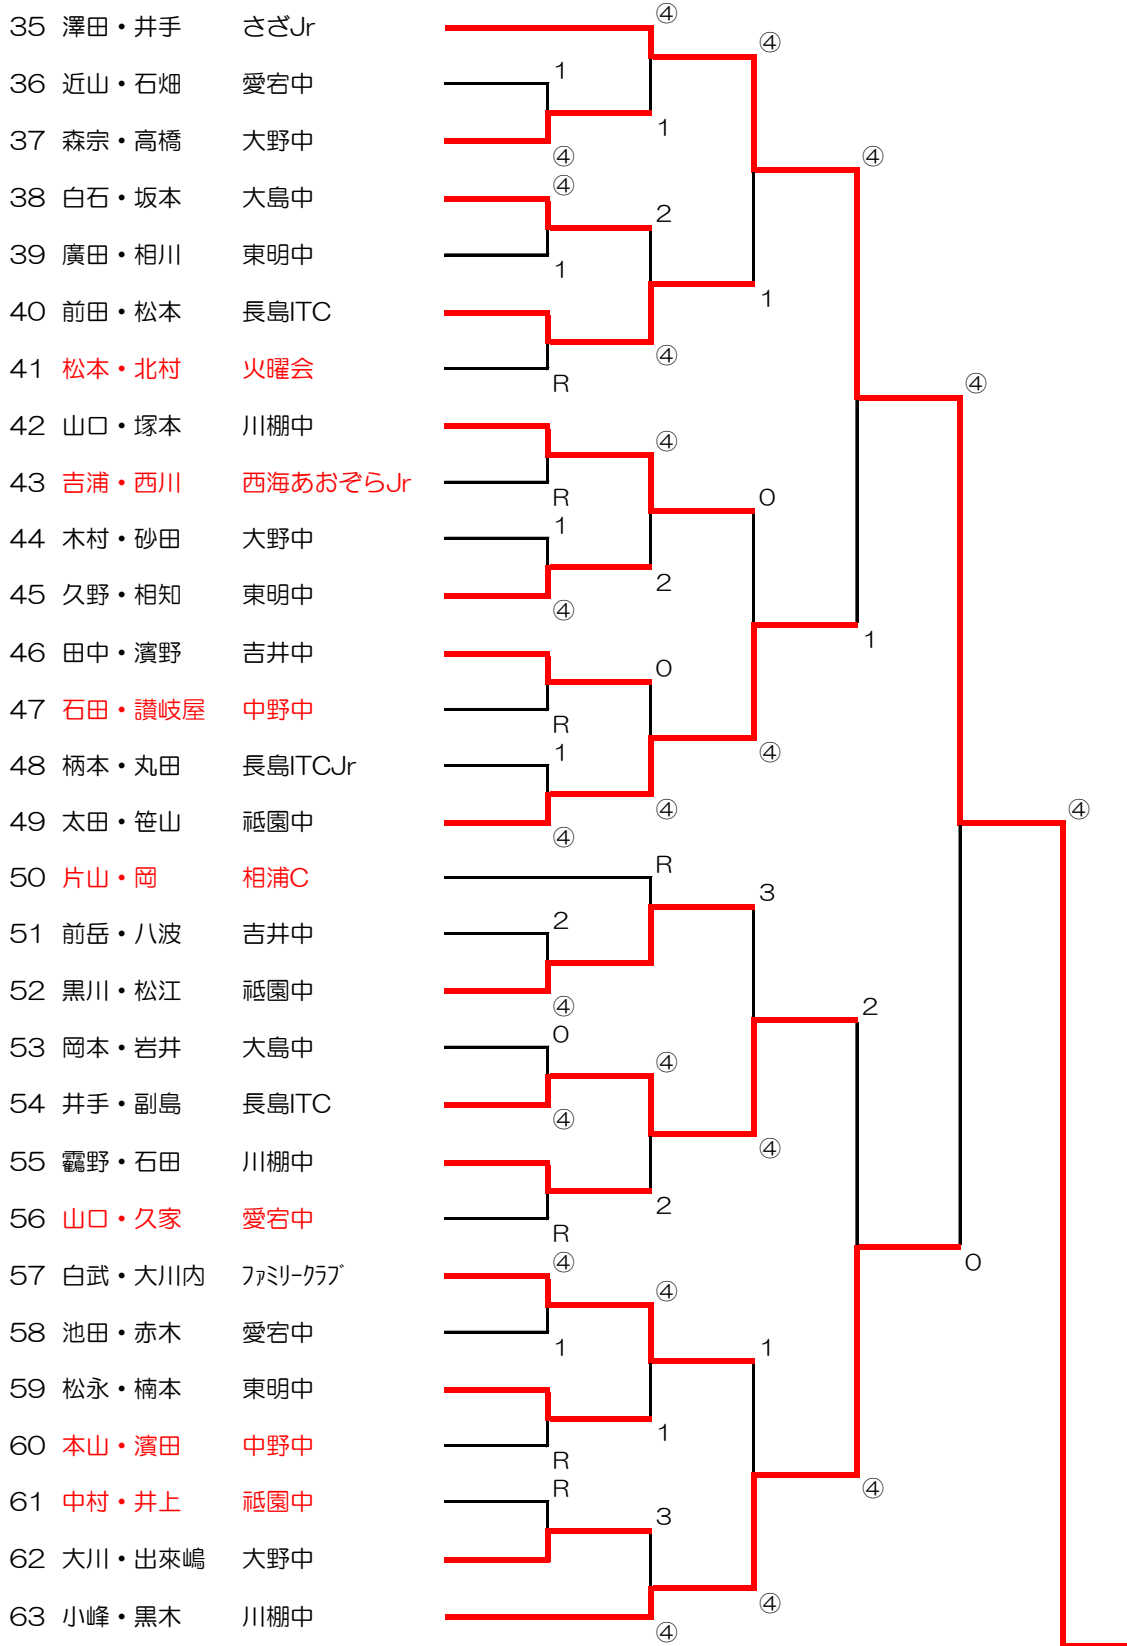 35 澤田・井手 さざJr ④
④
36 近山・石畑 愛宕中 1
1
37 森宗・高橋 大野中 ④
④
38 白石・坂本 大島中 ④
2
39 廣田・相川 東明中 1
1
40 前田・松本 長島ITC
④
41 松本・北村 火曜会 R
④
42 山口・塚本 川棚中
④
43 吉浦・西川 西海あおぞらJr R
0
44 木村・砂田 大野中 1
2
45 久野・相知 東明中 ④
1
46 田中・濱野 吉井中
0
47 石田・讃岐屋 中野中 R
④
48 柄本・丸田 長島ITCJr 1
④
49 太田・笹山 祗園中 ④
④
50 片山・岡 相浦C R
3
51 前岳・八波 吉井中 2
52 黒川・松江 祗園中 ④
2
53 岡本・岩井 大島中 0
④
54 井手・副島 長島ITC ④
④
55 靍野・石田 川棚中
2
56 山口・久家 愛宕中 R
0
57 白武・大川内 ファミリークラブ ④
④
58 池田・赤木 愛宕中 1
1
59 松永・楠本 東明中
1
60 本山・濱田 中野中 R
④
61 中村・井上 祗園中 R
3
62 大川・出來嶋 大野中
④
63 小峰・黒木 川棚中 ④